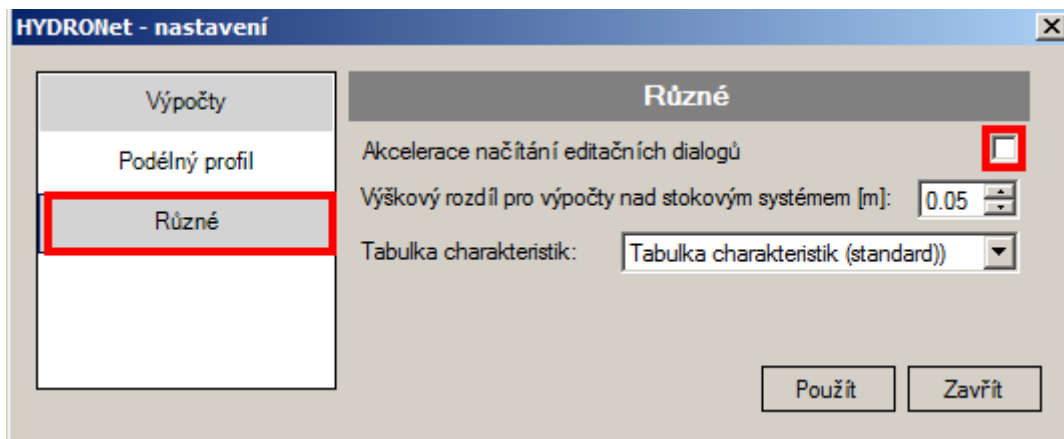 HYDRONet - nastavení
Výpočty
Podélný profil
Různé
Různé
Akcelerace načítání editačních dialogů
Výškový rozdíl pro výpočty nad stokovým systémem [m]: 0.05
Tabulka charakteristik: Tabulka charakteristik (standard))
Použít Zavřít